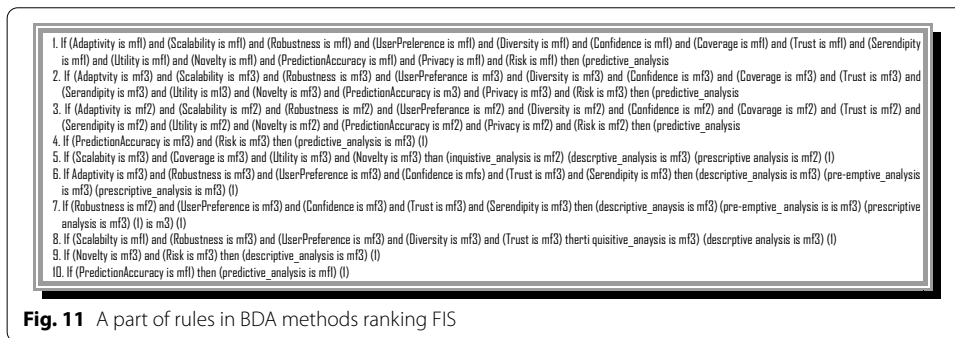 1. If (Adaptivity is mf1) and (Scalability is mf1) and (Robustness is mf1) and (UserPrelerence is mf1) and (Diversity is mf1) and (Confidence is mf1) and (Coverage is mf1) and (Trust is mf1) and (Serendipity
is mf1) and (Utility is mf1) and (Novelty is mf1) and (PredictionAccuracy is mf1) and (Privacy is mf1) and (Risk is mf1) then (predictive_analysis
2. If (Adaptvity is mf3) and (Scalability is mf3) and (Robustness is mf3) and (UserPreferance is mf3) and (Diversity is mf3) and (Confidence is mf3) and (Coverage is mf3) and (Trust is mf3) and
(Serandipity is mf3) and (Utility is ml3) and (Novelty is mf3) and (PredictionAccuracy is m3) and (Privacy is mf3) and (Risk is mf3) then (predictive_analysis
3. If (Adaptivity is mf2) and (Scalability is mf2) and (Robustness is mf2) and (UserPreferance is mf2) and (Diversity is mf2) and (Confidence is mf2) and (Covarage is mf2) and (Trust is mf2) and
(Serendipity is mf2) and (Utility is mf2) and (Novelty is mf2) and (PredictionAccuracy is mf2) and (Privacy is mf2) and (Risk is mf2) then (predictive_analysis
4. If (PredictionAccuracy is mf3) and (Risk is mf3) then (predictive_analysis is mf3) (1)
5. If (Scalabity is mf3) and (Coverage is mf3) and (Utility is mf3) and (Novelty is mf3) than (inquistive_analysis is mf2) (descrptive_analysis is mf3) (prescriptive analysis is mf2) (1)
6. If Adaptivity is mf3) and (Robustness is mf3) and (UserPreference is mf3) and (Confidence is mfs) and (Trust is mf3) and (Serendipity is mf3) then (descriptive_analysis is mf3) (pre-emptive_analysis
is mf3) (prescriptive_analysis is mf3) (1)
7. If (Robustness is mf2) and (UserPreference is mf3) and (Confidence is mf3) and (Trust is mf3) and (Serendipity is mf3) then (descriptive_anaysis is mf3) (pre-emptive_ analysis is is mf3) (prescriptive
analysis is mf3) (1) is m3) (1)
8. If (Scalabilty is mf1) and (Robustness is mf3) and (UserPreference is mf3) and (Diversity is mf3) and (Trust is mf3) therti quisitive_anaysis is mf3) (descrptive analysis is mf3) (1)
9. If (Novelty is mf3) and (Risk is mf3) then (descriptive_analysis is mf3) (1)
10. If (PredictionAccuracy is mf1) then (predictive_analysis is mf1) (1)
Fig. 11 A part of rules in BDA methods ranking FIS